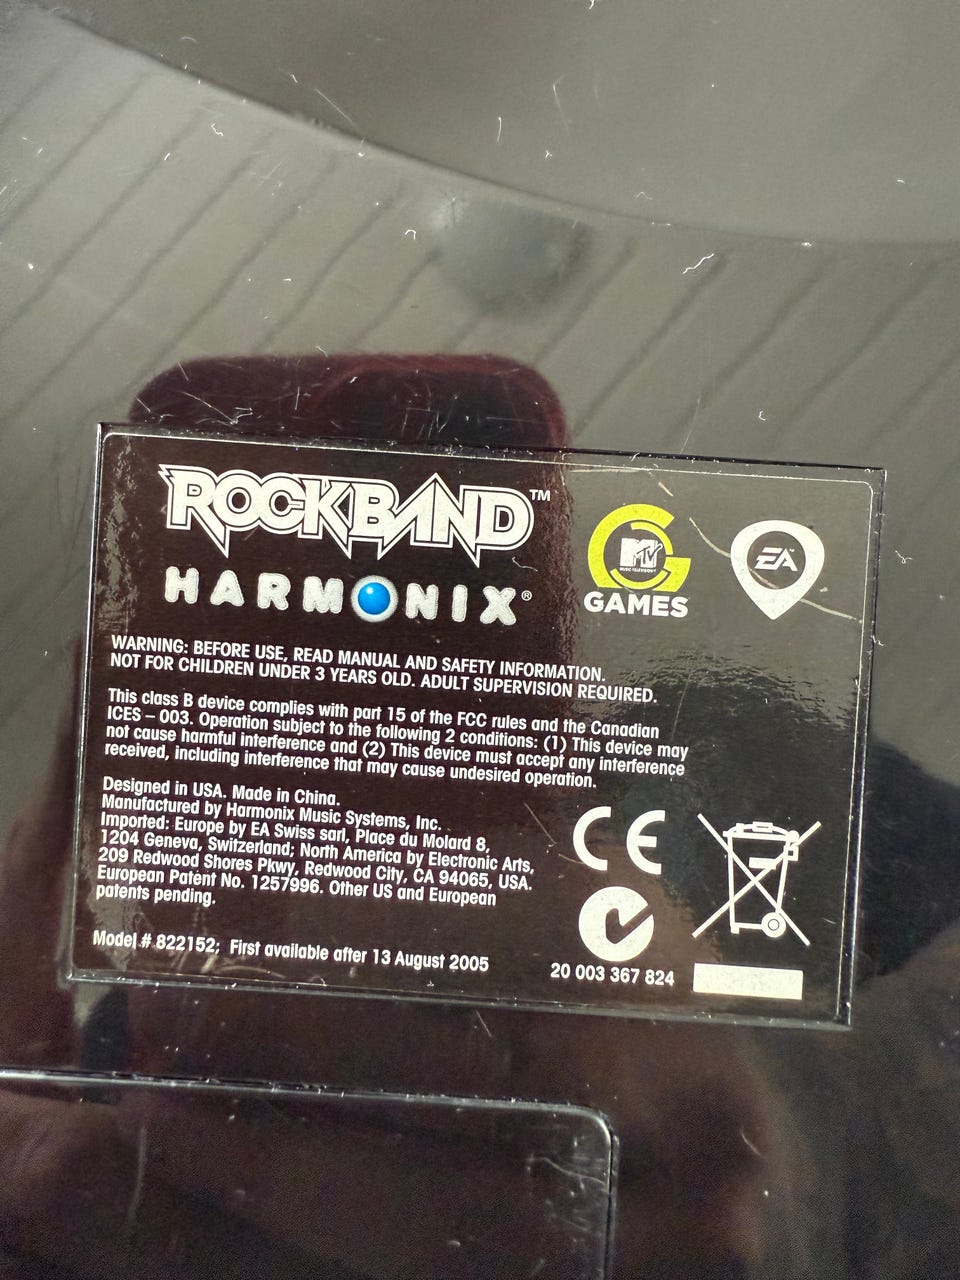 ROCKBAND™
HARMONIX®
MTV
MUSIC TELEVISION
GAMES
EA™
WARNING: BEFORE USE, READ MANUAL AND SAFETY INFORMATION.
NOT FOR CHILDREN UNDER 3 YEARS OLD. ADULT SUPERVISION REQUIRED.
This class B device complies with part 15 of the FCC rules and the Canadian
ICES – 003. Operation subject to the following 2 conditions: (1) This device may
not cause harmful interference and (2) This device must accept any interference
received, including interference that may cause undesired operation.
Designed in USA. Made in China.
Manufactured by Harmonix Music Systems, Inc.
Imported: Europe by EA Swiss sarl, Place du Molard 8,
1204 Geneva, Switzerland; North America by Electronic Arts,
209 Redwood Shores Pkwy, Redwood City, CA 94065, USA.
European Patent No. 1257996. Other US and European
patents pending.
Model # 822152; First available after 13 August 2005
CE
20 003 367 824